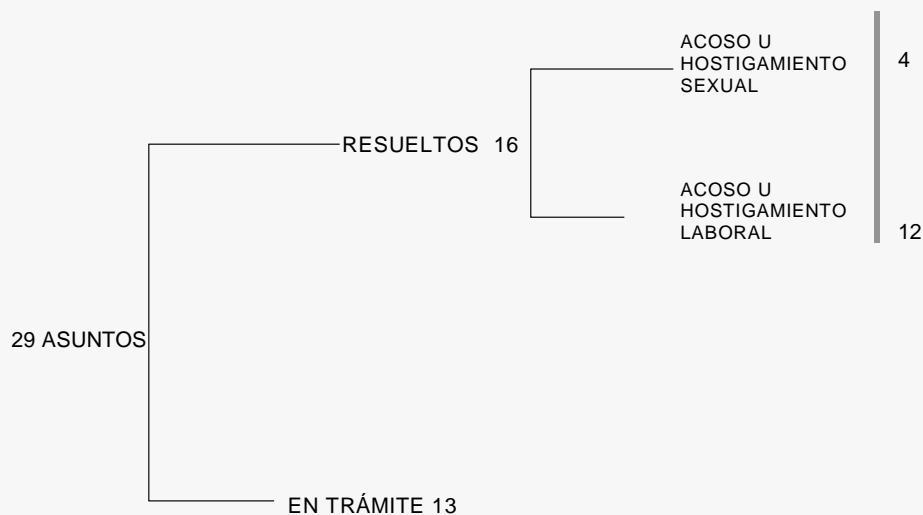 ACOSO U
HOSTIGAMIENTO
SEXUAL
4
RESUELTOS 16
ACOSO U
HOSTIGAMIENTO
LABORAL
12
29 ASUNTOS
EN TRÁMITE 13